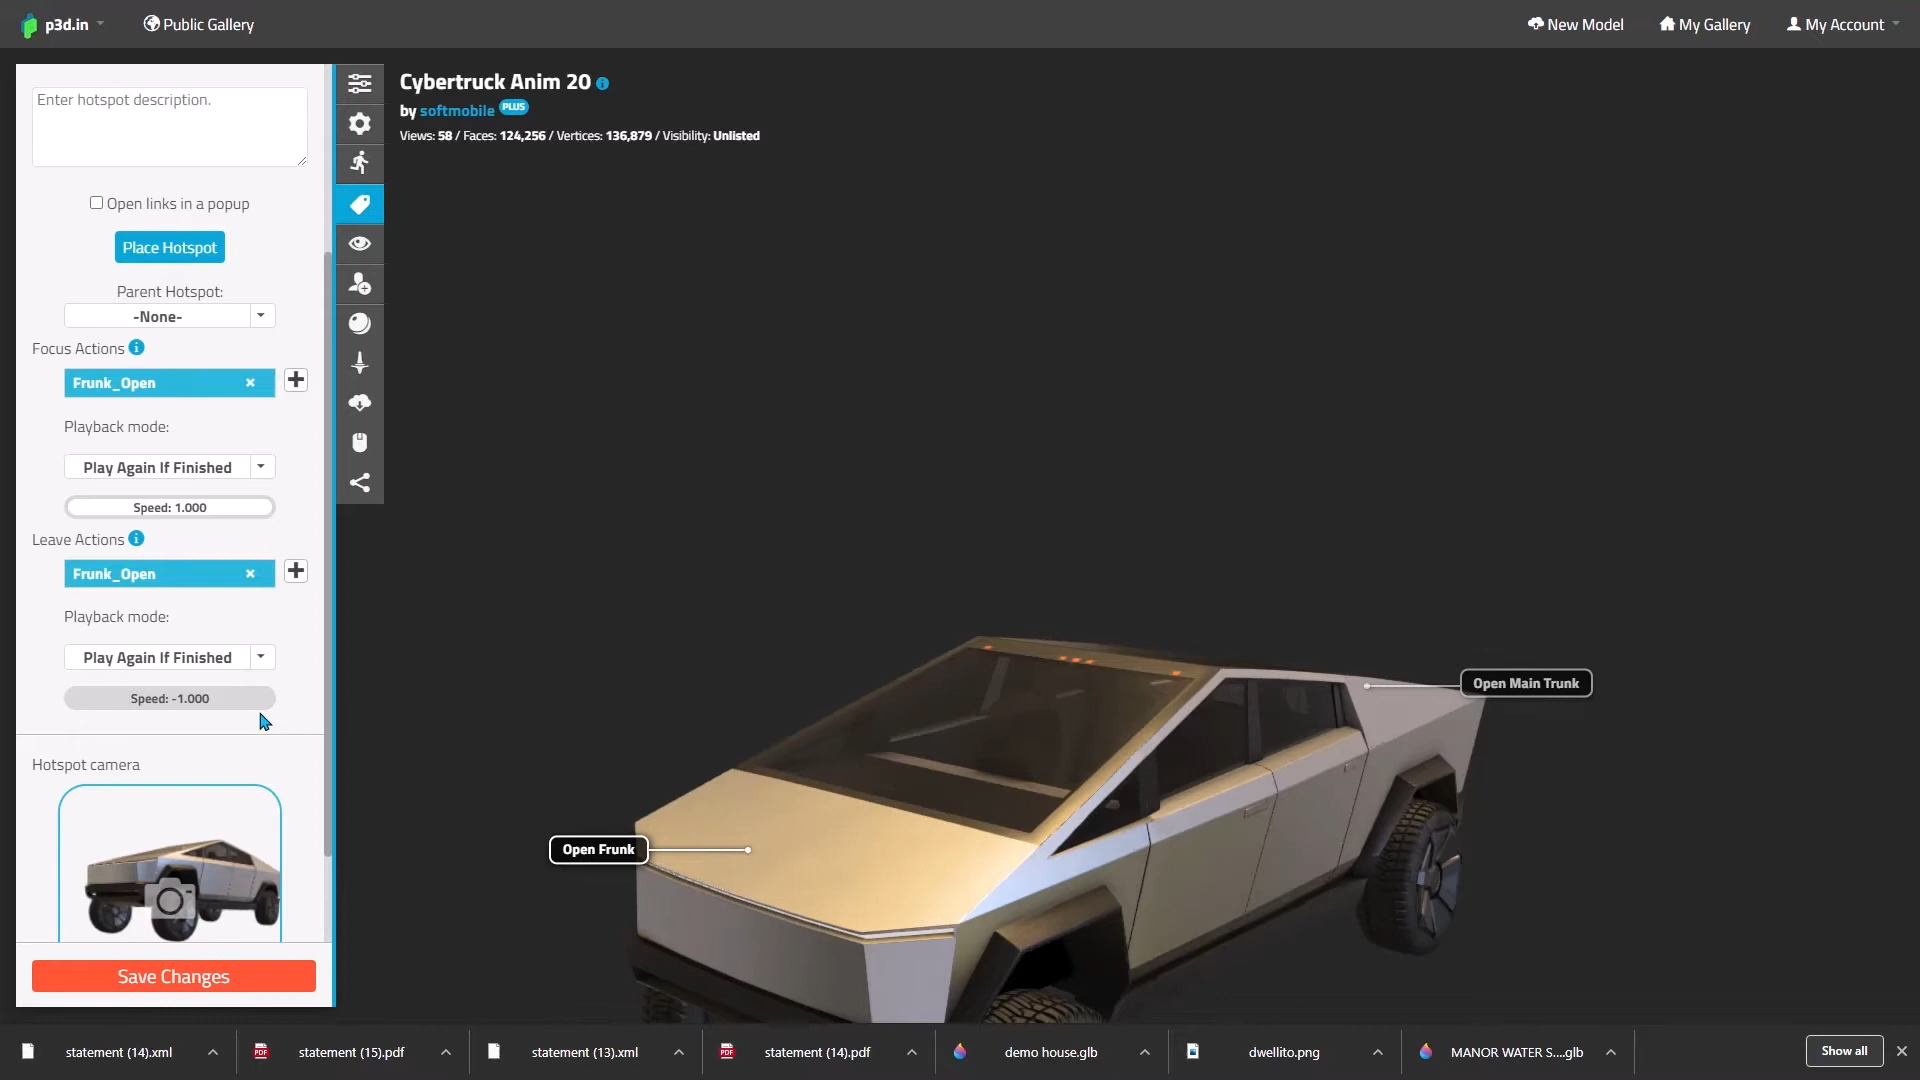 p3d.in
Public Gallery
New Model
My Gallery
My Account
Enter hotspot description.
Open links in a popup
Place Hotspot
Parent Hotspot:
-None-
Focus Actions
Frunk_Open
Playback mode:
Play Again If Finished
Speed: 1.000
Leave Actions
Frunk_Open
Playback mode:
Play Again If Finished
Speed: -1.000
Hotspot camera
Save Changes
Cybertruck Anim 20
by softmobile PLUS
Views: 58 / Faces: 124,256 / Vertices: 136,879 / Visibility: Unlisted
Open Main Trunk
Open Frunk
statement (14).xml
PDF
statement (15).pdf
statement (13).xml
PDF
statement (14).pdf
demo house.glb
dwellito.png
MANOR WATER S....glb
Show all